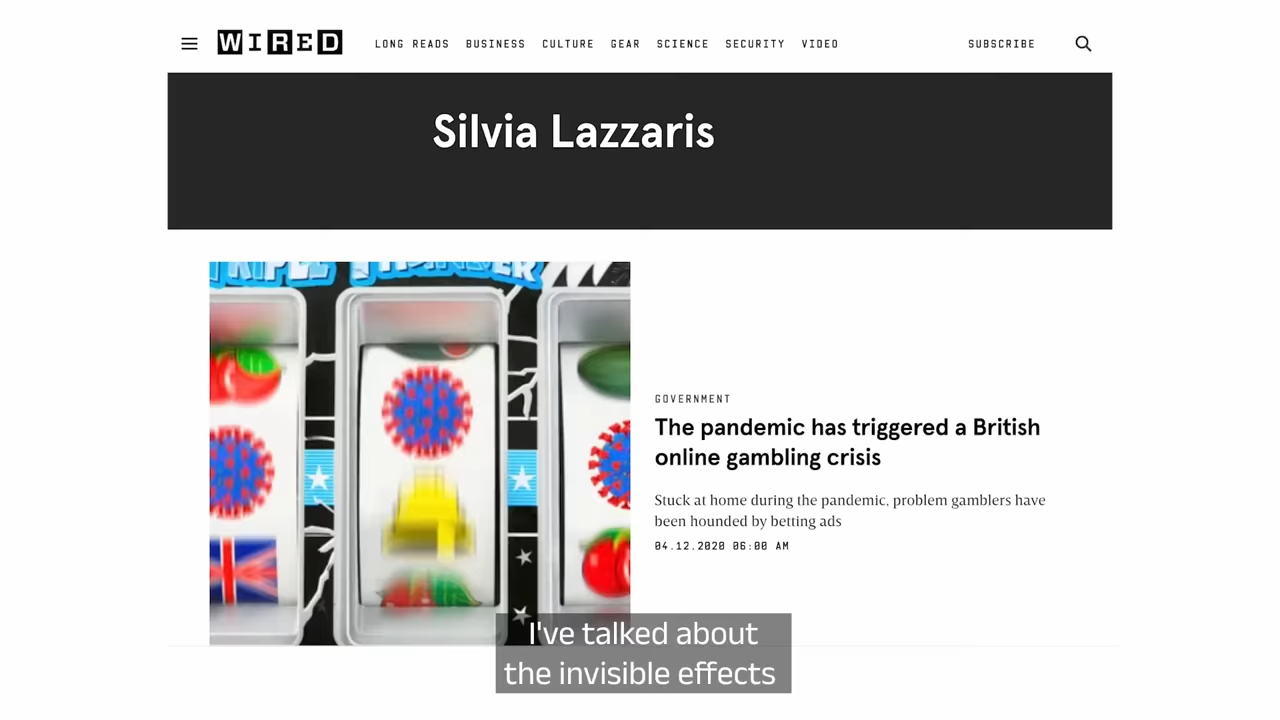 WIRED
LONG READS BUSINESS CULTURE GEAR SCIENCE SECURITY VIDEO
SUBSCRIBE
Silvia Lazzaris
TRIPLE THUNDER
GOVERNMENT
The pandemic has triggered a British
online gambling crisis
Stuck at home during the pandemic, problem gamblers have
been hounded by betting ads
04.12.2020 06:00 AM
I've talked about
the invisible effects